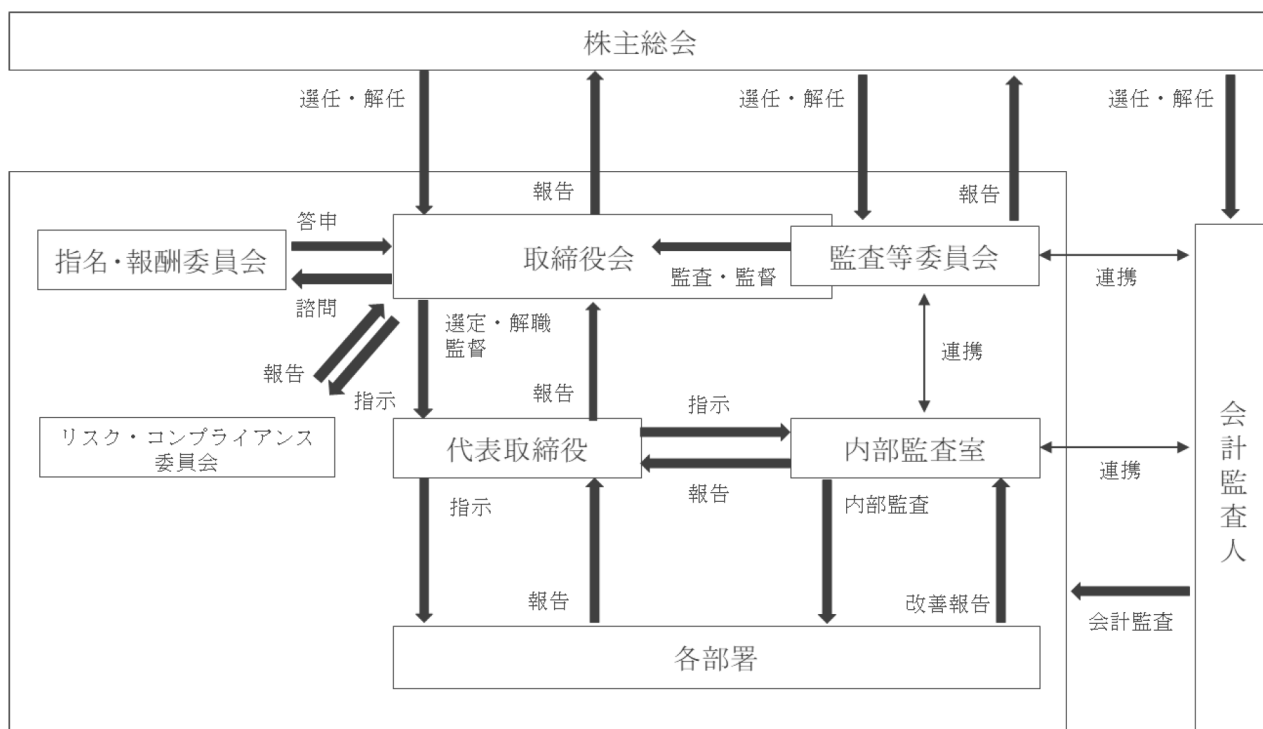 株主総会
選任・解任
選任・解任
選任・解任
報告
報告
答申
指名・報酬委員会
取締役会
監査等委員会
監査・監督
連携
諮問
選定・解職
監督
連携
報告
指示
報告
指示
リスク・コンプライアンス
委員会
代表取締役
内部監査室
報告
連携
会計監査人
指示
内部監査
報告
改善報告
会計監査
各部署